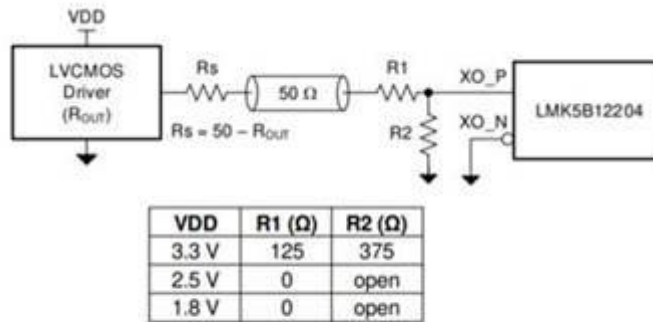 VDD
LVCMOS
Driver
(ROUT)
Rs
50 Ω
R1
XO_P
LMK5B12204
R2
XO_N
Rs = 50 – ROUT
VDD R1 (Ω) R2 (Ω)
3.3 V 125 375
2.5 V 0 open
1.8 V 0 open